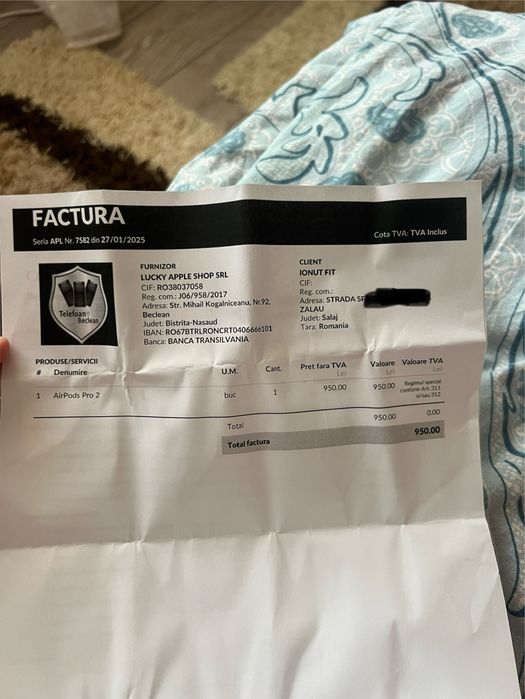 FACTURA
Seria APL Nr. 7582 din 27/01/2025
Cota TVA: TVA Inclus
Telefoane
Beclean
FURNIZOR
LUCKY APPLE SHOP SRL
CIF: RO38037058
Reg. com.: J06/958/2017
Adresa: Str. Mihail Kogalniceanu, Nr.92,
Beclean
Judet: Bistrita-Nasaud
IBAN: RO67BTRLRONCRT0406666101
Banca: BANCA TRANSILVANIA
CLIENT
IONUT FIT
CIF:
Reg. com.:
Adresa: STRADA
ZALAU
Judet: Salaj
Tara: Romania
PRODUSE/SERVICII
# Denumire U.M. Cant. Pret fara TVA Valoare Valoare TVA
Lei Lei Lei
1 AirPods Pro 2 buc 1 950.00 950.00 Regimul special
conform Art. 311
si/sau 312
Total 950.00 0.00
Total factura 950.00